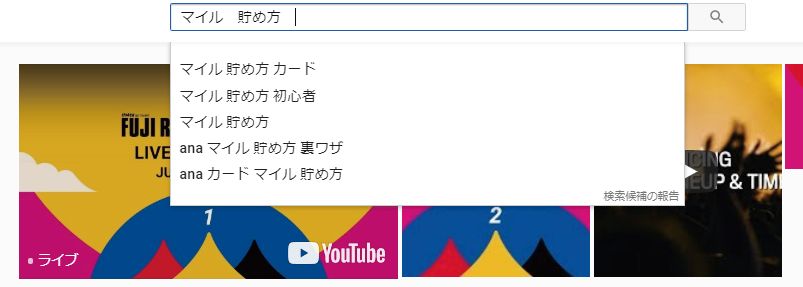 マイル　貯め方
マイル 貯め方 カード
マイル 貯め方 初心者
マイル 貯め方
ana マイル 貯め方 裏ワザ
ana カード マイル 貯め方
検索候補の報告
FUJI R
LIVE
JU
1
ライブ
YouTube
2
CING
EUP & TIM